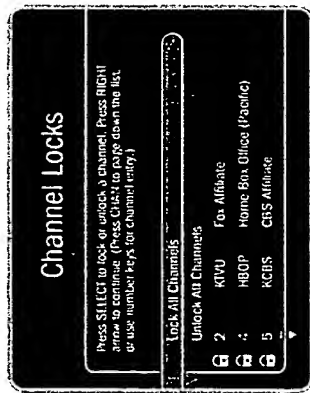 Channel Locks
Press SELECT to lock or unlock a channel. Press RIGHT
arrow to continue. (Press CHAN to page down the list,
or use number keys for channel entry.)
Lock All Channels
Unlock All Channels
2 KTVU Fox Affiliate
4 HBOP Home Box Office (Pacific)
5 KCBS CBS Affiliate